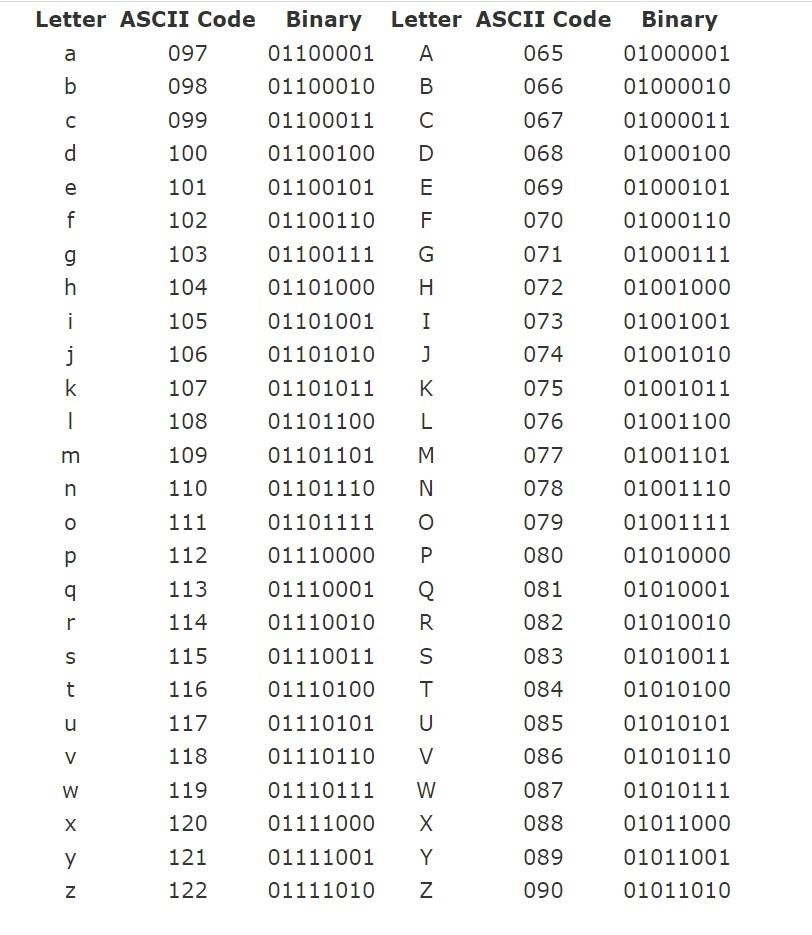 Letter ASCII Code Binary Letter ASCII Code Binary
a 097 01100001 A 065 01000001
b 098 01100010 B 066 01000010
c 099 01100011 C 067 01000011
d 100 01100100 D 068 01000100
e 101 01100101 E 069 01000101
f 102 01100110 F 070 01000110
g 103 01100111 G 071 01000111
h 104 01101000 H 072 01001000
i 105 01101001 I 073 01001001
j 106 01101010 J 074 01001010
k 107 01101011 K 075 01001011
l 108 01101100 L 076 01001100
m 109 01101101 M 077 01001101
n 110 01101110 N 078 01001110
o 111 01101111 O 079 01001111
p 112 01110000 P 080 01010000
q 113 01110001 Q 081 01010001
r 114 01110010 R 082 01010010
s 115 01110011 S 083 01010011
t 116 01110100 T 084 01010100
u 117 01110101 U 085 01010101
v 118 01110110 V 086 01010110
w 119 01110111 W 087 01010111
x 120 01111000 X 088 01011000
y 121 01111001 Y 089 01011001
z 122 01111010 Z 090 01011010